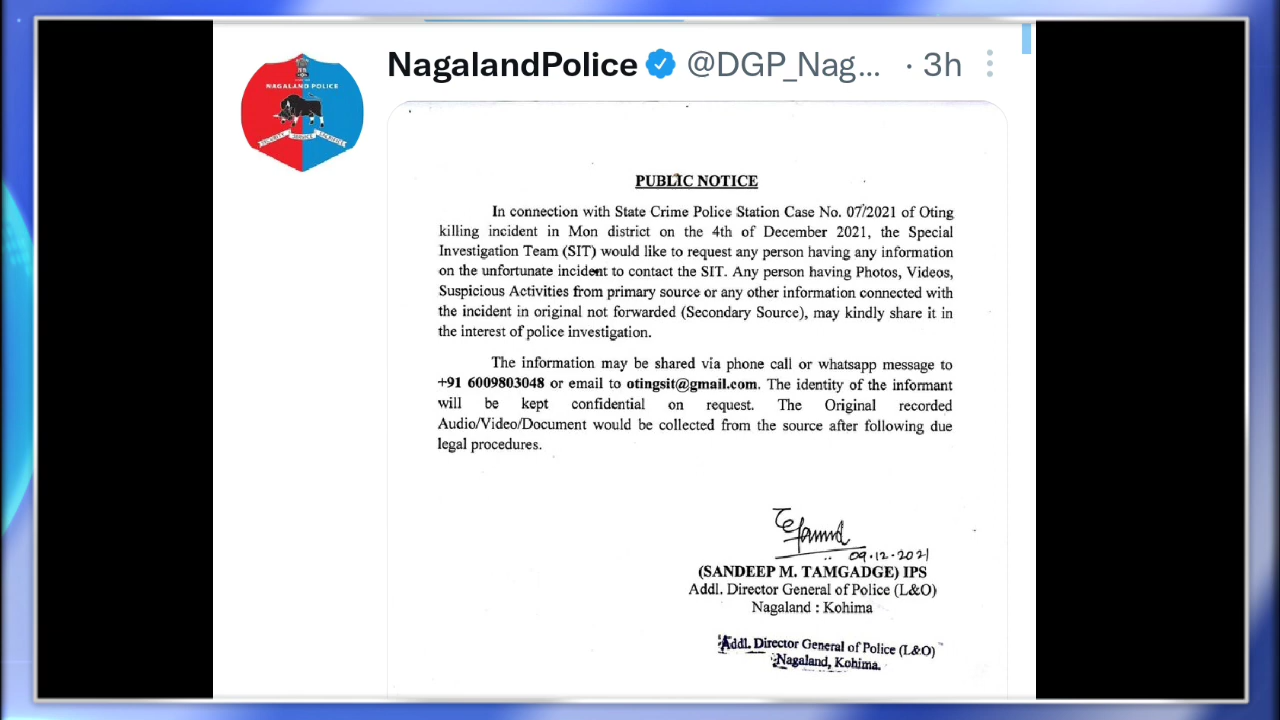 NagalandPolice @DGP_Nag... · 3h
NAGALAND POLICE
SERVICE
PUBLIC NOTICE
In connection with State Crime Police Station Case No. 07/2021 of Oting
killing incident in Mon district on the 4th of December 2021, the Special
Investigation Team (SIT) would like to request any person having any information
on the unfortunate incident to contact the SIT. Any person having Photos, Videos,
Suspicious Activities from primary source or any other information connected with
the incident in original not forwarded (Secondary Source), may kindly share it in
the interest of police investigation.
The information may be shared via phone call or whatsapp message to
+91 6009803048 or email to otingsit@gmail.com. The identity of the informant
will be kept confidential on request. The Original recorded
Audio/Video/Document would be collected from the source after following due
legal procedures.
09.12.2021
(SANDEEP M. TAMGADGE) IPS
Addl. Director General of Police (L&O)
Nagaland : Kohima
Addl. Director General of Police (L&O)
Nagaland, Kohima.